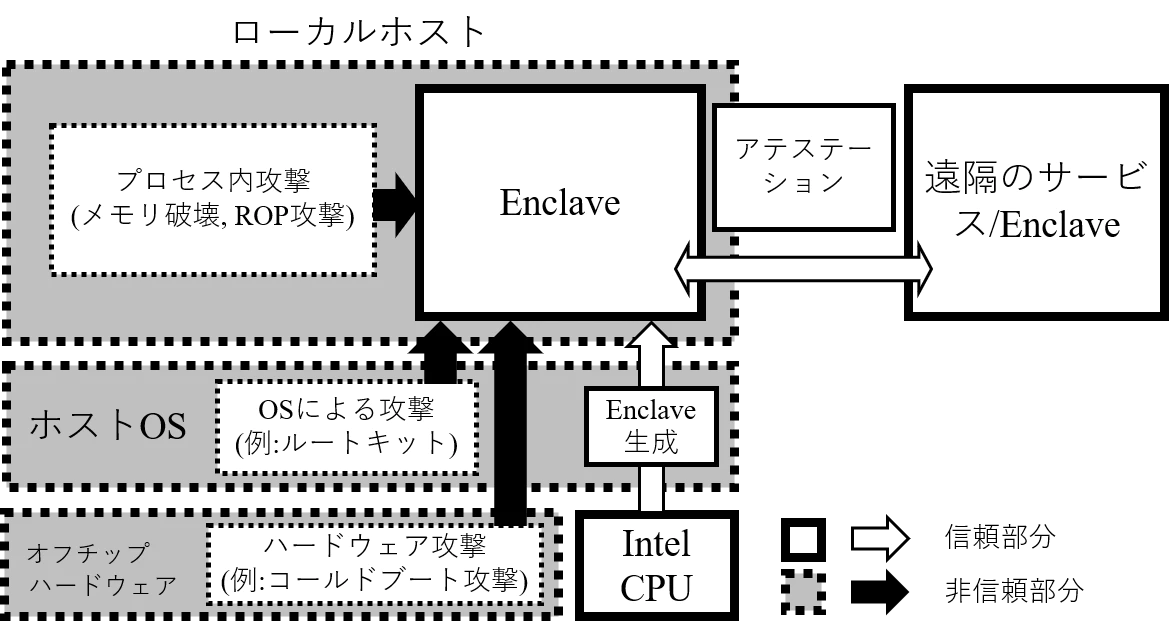 ローカルホスト
プロセス内攻撃
(メモリ破壊, ROP攻撃)
Enclave
アテステー
ション
遠隔のサービ
ス/Enclave
ホストOS
OSによる攻撃
(例:ルートキット)
Enclave
生成
オフチップ
ハードウェア
ハードウェア攻撃
(例:コールドブート攻撃)
Intel
CPU
信頼部分
非信頼部分